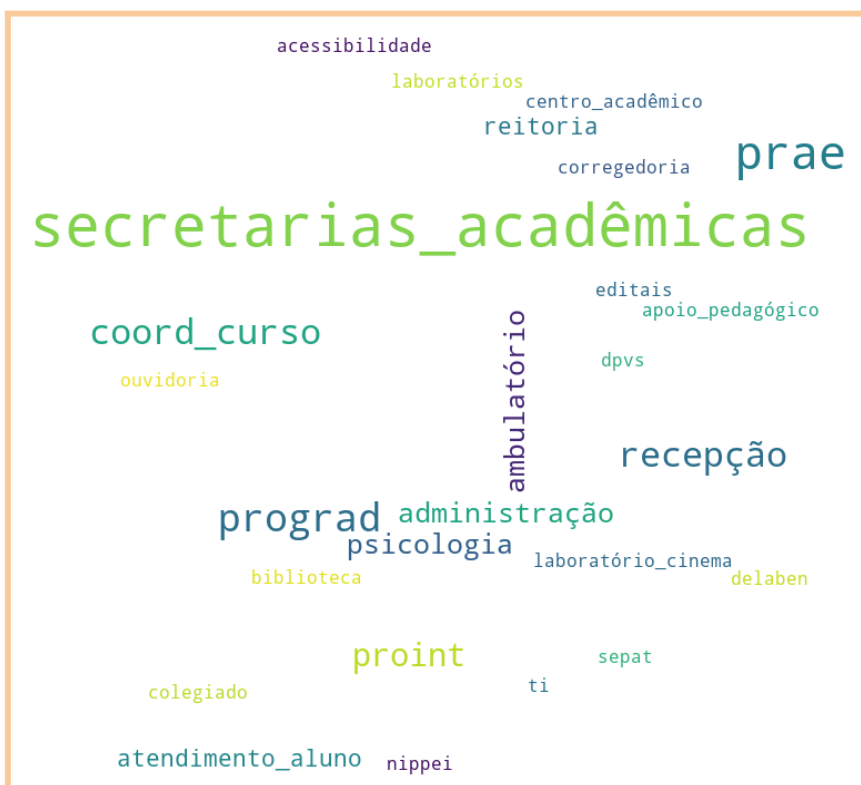 acessibilidade
laboratórios
centro_acadêmico
reitoria
prae
corregedoria
secretarias_acadêmicas
editais
apoio_pedagógico
coord_curso
ambulatório
dpvs
ouvidoria
recepção
prograd
administração
psicologia
laboratório_cinema
biblioteca
delaben
proint
sepat
ti
colegiado
atendimento_aluno
nippei